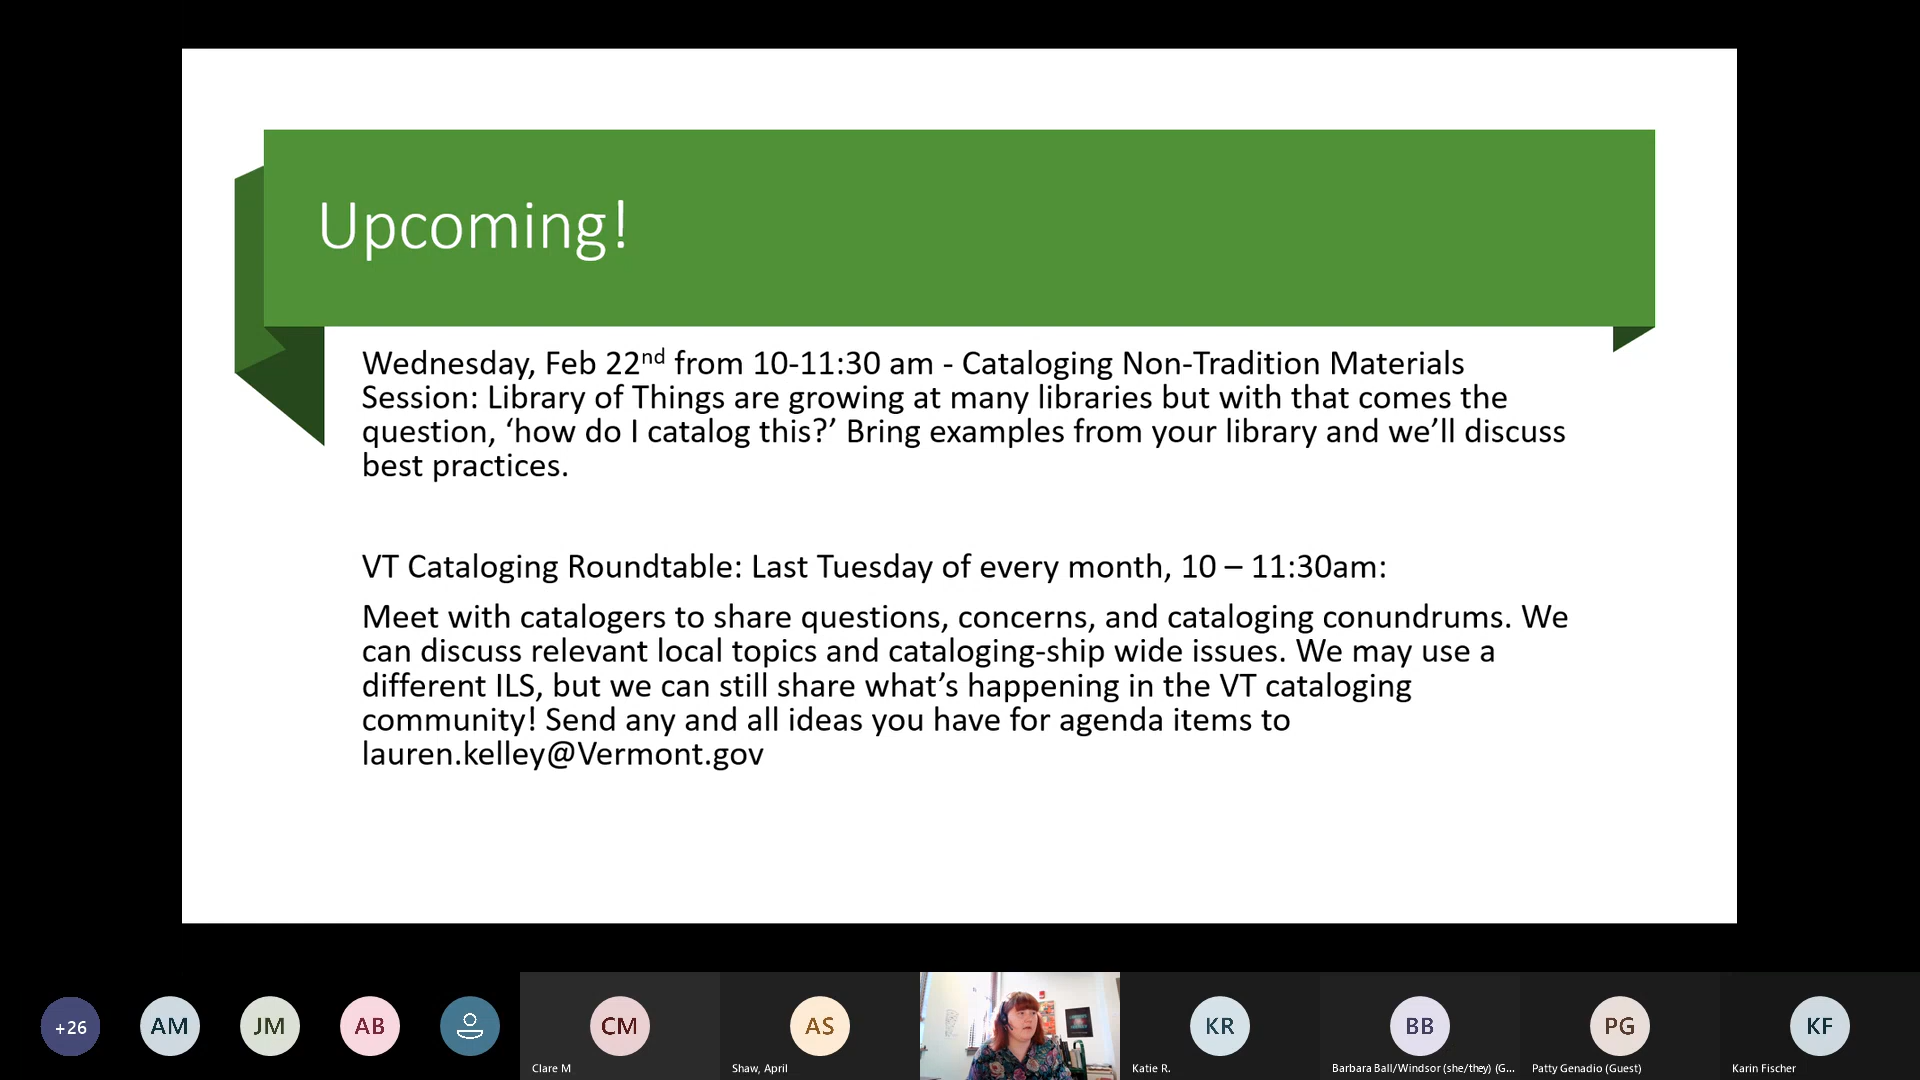 Upcoming!
Wednesday, Feb 22nd from 10-11:30 am - Cataloging Non-Tradition Materials
Session: Library of Things are growing at many libraries but with that comes the
question, ‘how do I catalog this?’ Bring examples from your library and we’ll discuss
best practices.
VT Cataloging Roundtable: Last Tuesday of every month, 10 – 11:30am:
Meet with catalogers to share questions, concerns, and cataloging conundrums. We
can discuss relevant local topics and cataloging-ship wide issues. We may use a
different ILS, but we can still share what’s happening in the VT cataloging
community! Send any and all ideas you have for agenda items to
lauren.kelley@Vermont.gov
+26
AM
JM
AB
CM
Clare M
AS
Shaw, April
KR
Katie R.
BB
Barbara Ball/Windsor (she/they) (G...
PG
Patty Genadio (Guest)
KF
Karin Fischer